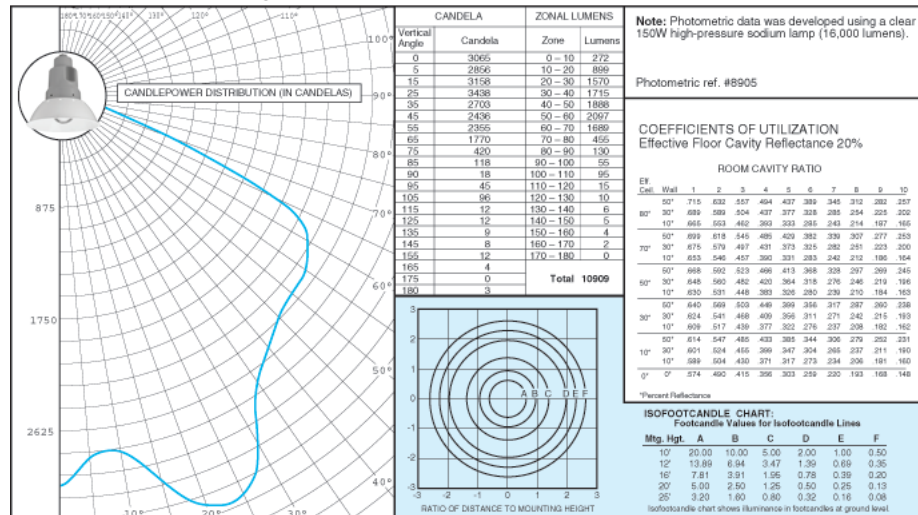 180°170°160°150°140° 130° 120° 110°
100°
90°
80°
70°
60°
50°
40°
10° 20° 30°
875
1750
2625
CANDLEPOWER DISTRIBUTION (IN CANDELAS)
CANDELA ZONAL LUMENS
Vertical Angle Candela Zone Lumens
0 3065 0 – 10 272
5 2856 10 – 20 899
15 3158 20 – 30 1570
25 3438 30 – 40 1715
35 2703 40 – 50 1888
45 2436 50 – 60 2097
55 2355 60 – 70 1689
65 1770 70 – 80 455
75 420 80 – 90 130
85 118 90 – 100 55
90 18 100 – 110 95
95 45 110 – 120 15
105 96 120 – 130 10
115 12 130 – 140 6
125 12 140 – 150 5
135 9 150 – 160 4
145 8 160 – 170 2
155 12 170 – 180 0
165 4
175 0 Total 10909
180 3
3
2
1
0
-1
-2
-3
A B C D E F
-3 -2 -1 0 1 2 3
RATIO OF DISTANCE TO MOUNTING HEIGHT
Note: Photometric data was developed using a clear
150W high-pressure sodium lamp (16,000 lumens).
Photometric ref. #8905
COEFFICIENTS OF UTILIZATION
Effective Floor Cavity Reflectance 20%
ROOM CAVITY RATIO
Eff.
Ceil. Wall 1 2 3 4 5 6 7 8 9 10
50* .715 .632 .557 .494 .437 .389 .345 .312 .282 .257
80* 30* .689 .589 .504 .437 .377 .328 .285 .254 .225 .202
10* .665 .553 .462 .393 .333 .285 .243 .214 .187 .165
50* .699 .618 .545 .485 .429 .382 .339 .307 .277 .253
70* 30* .675 .579 .497 .431 .373 .325 .282 .251 .223 .200
10* .653 .546 .457 .390 .331 .283 .242 .212 .186 .164
50* .668 .592 .523 .466 .413 .368 .328 .297 .269 .245
50* 30* .648 .560 .482 .420 .364 .318 .276 .246 .219 .196
10* .630 .531 .448 .383 .326 .280 .239 .210 .184 .163
50* .640 .569 .503 .449 .399 .356 .317 .287 .260 .238
30* 30* .624 .541 .468 .409 .356 .311 .271 .242 .215 .193
10* .609 .517 .439 .377 .322 .276 .237 .208 .182 .162
50* .614 .547 .485 .433 .385 .344 .306 .279 .252 .231
10* 30* .601 .524 .455 .399 .347 .304 .265 .237 .211 .190
10* .589 .504 .430 .371 .317 .273 .234 .206 .181 .160
0* 0* .574 .490 .415 .356 .303 .259 .220 .193 .168 .148
*Percent Reflectance
ISOFOOTCANDLE CHART:
Footcandle Values for Isofootcandle Lines
Mtg. Hgt. A B C D E F
10' 20.00 10.00 5.00 2.00 1.00 0.50
12' 13.89 6.94 3.47 1.39 0.69 0.35
16' 7.81 3.91 1.95 0.78 0.39 0.20
20' 5.00 2.50 1.25 0.50 0.25 0.13
25' 3.20 1.60 0.80 0.32 0.16 0.08
Isofootcandle chart shows illuminance in footcandles at ground level.